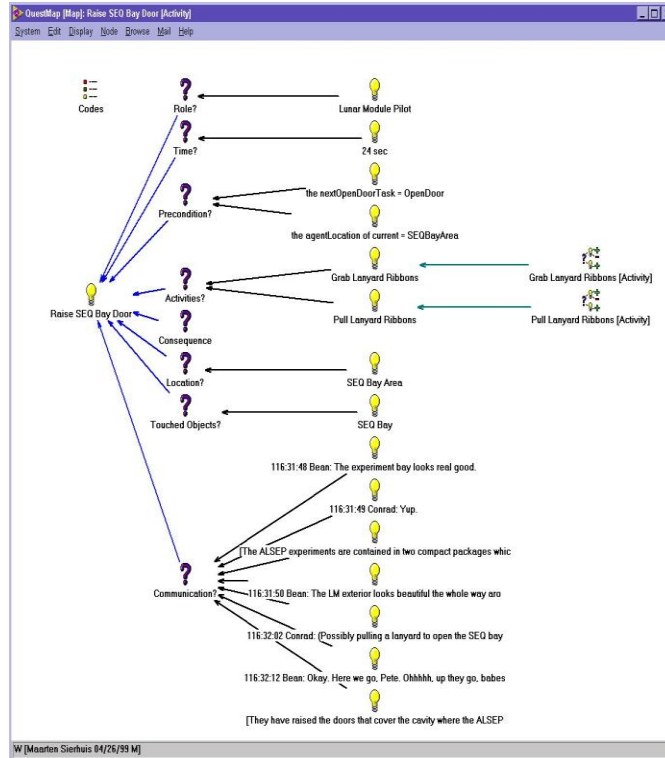 QuestMap [Map]: Raise SEQ Bay Door [Activity]
System Edit Display Node Browse Mail Help
Codes
Role?
Lunar Module Pilot
Time?
24 sec
the nextOpenDoorTask = OpenDoor
Precondition?
the agentLocation of current = SEQBayArea
Grab Lanyard Ribbons
Grab Lanyard Ribbons [Activity]
Activities?
Raise SEQ Bay Door
Pull Lanyard Ribbons
Pull Lanyard Ribbons [Activity]
Consequence
Location?
SEQ Bay Area
Touched Objects?
SEQ Bay
116:31:48 Bean: The experiment bay looks real good.
116:31:49 Conrad: Yup.
[The ALSEP experiments are contained in two compact packages whic
Communication?
116:31:50 Bean: The LM exterior looks beautiful the whole way aro
116:32:02 Conrad: (Possibly pulling a lanyard to open the SEQ bay
116:32:12 Bean: Okay. Here we go, Pete. Ohhhhh, up they go, babes
[They have raised the doors that cover the cavity where the ALSEP
W [Maarten Sierhuis 04/26/99 M]